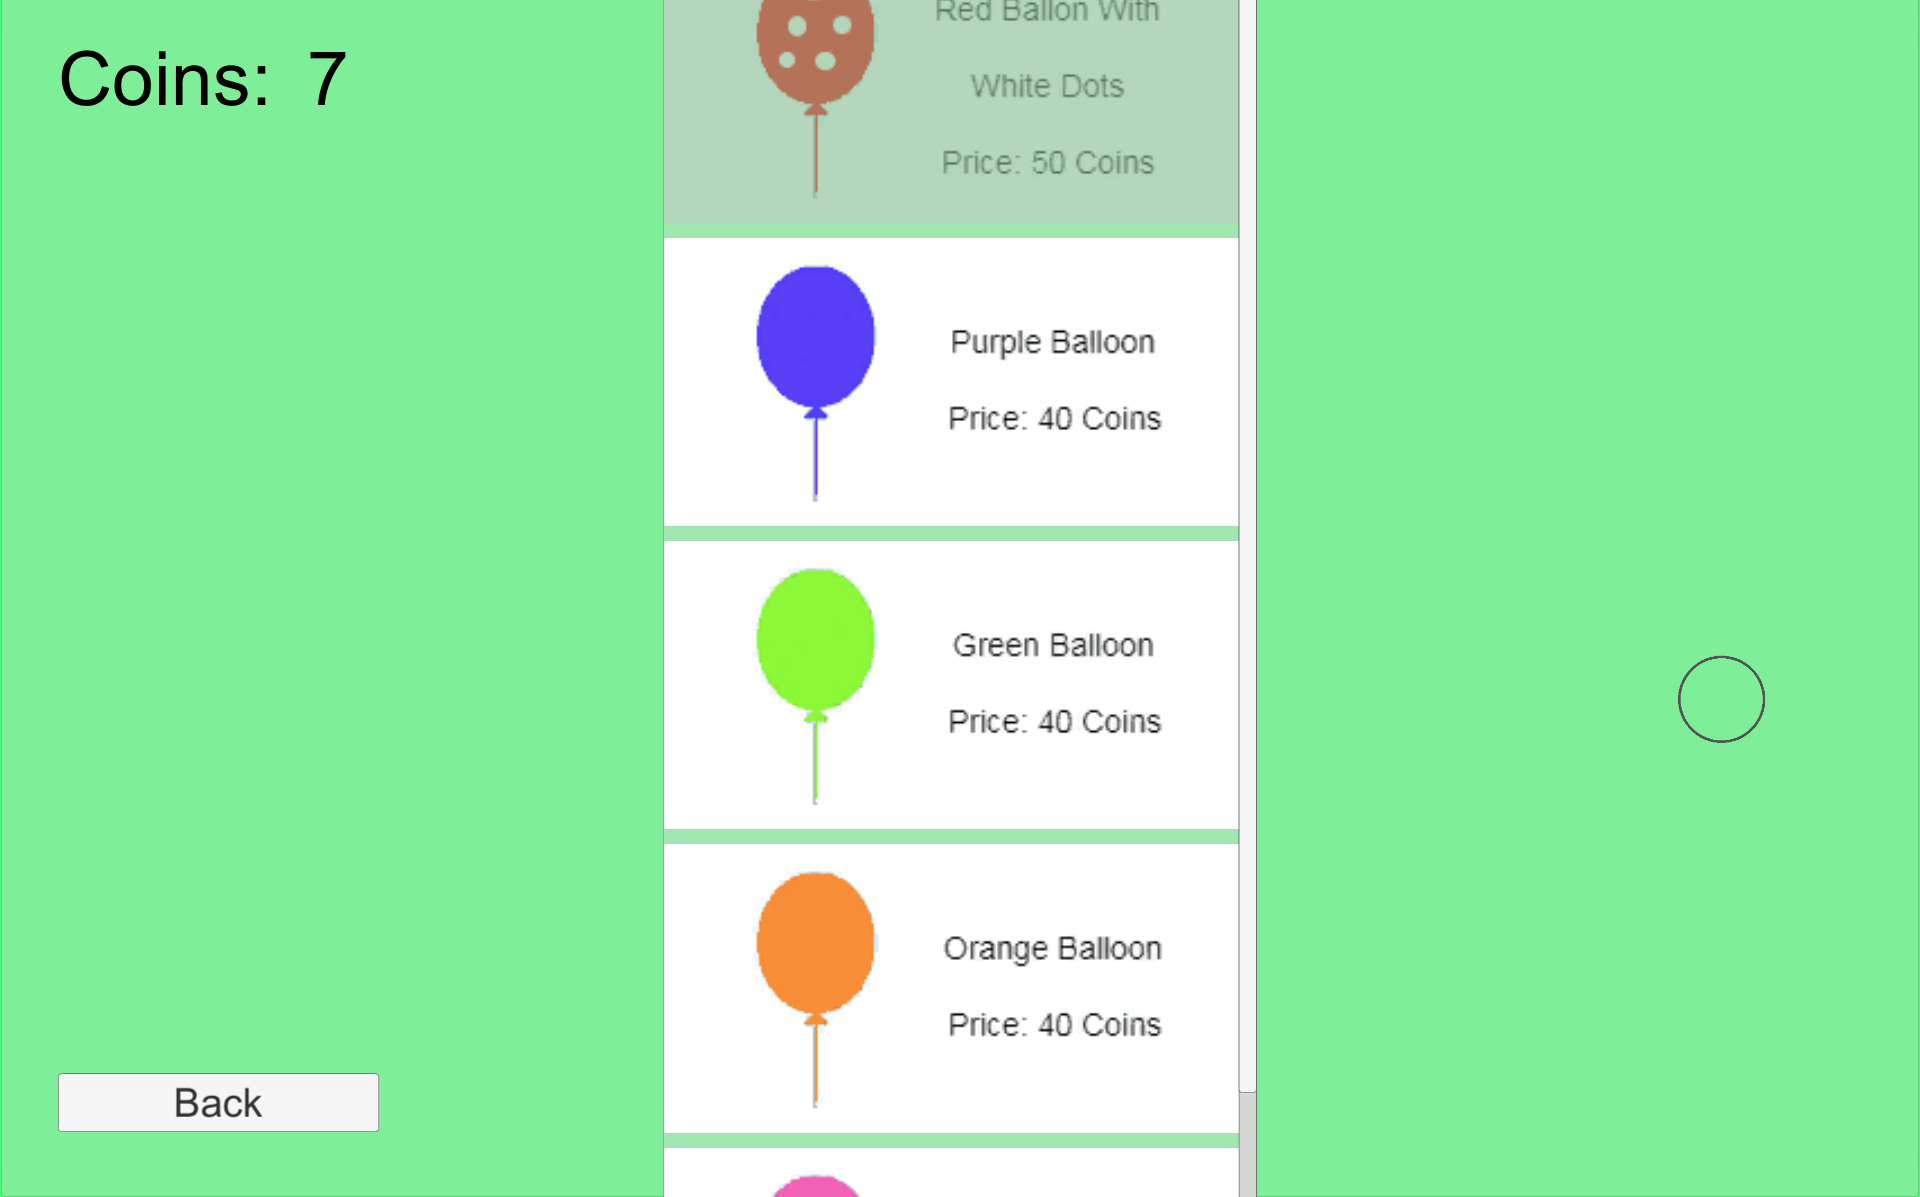 Coins: 7
Red Ballon With
White Dots
Price: 50 Coins
Purple Balloon
Price: 40 Coins
Green Balloon
Price: 40 Coins
Orange Balloon
Price: 40 Coins
Back